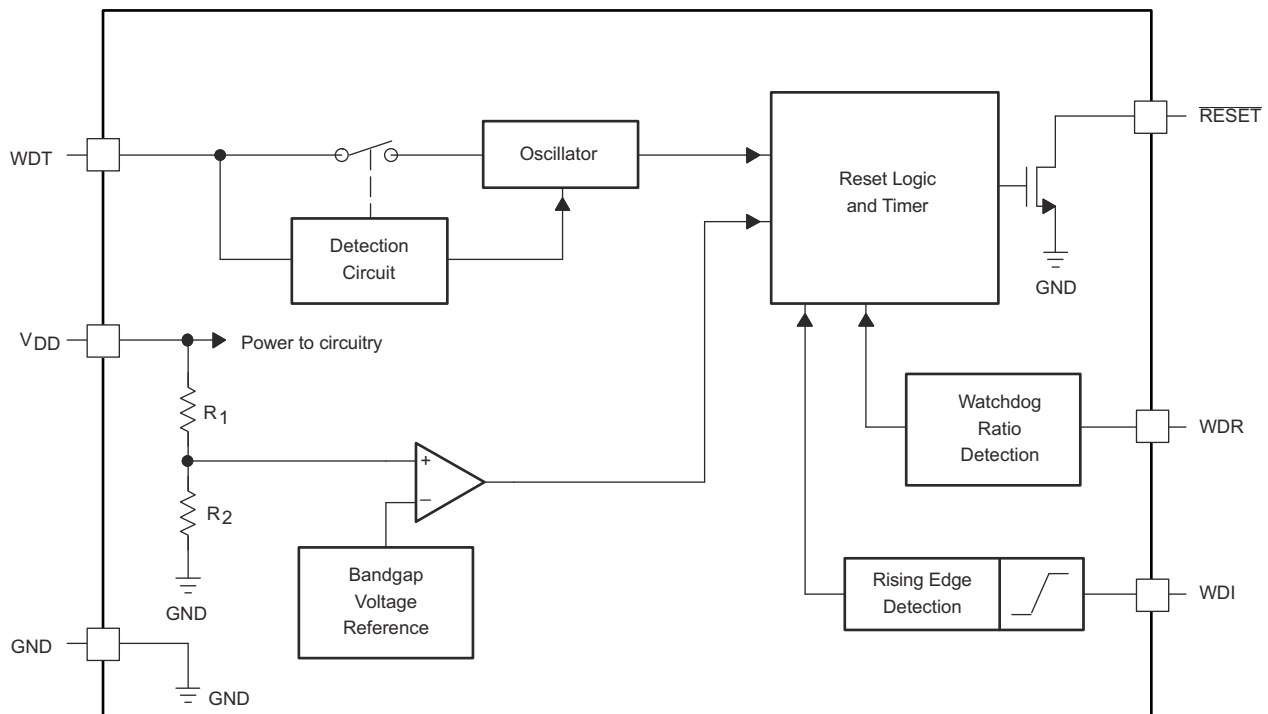 WDT
Oscillator
Detection
Circuit
Reset Logic
and Timer
RESET
GND
VDD
Power to circuitry
R1
R2
+
−
Bandgap
Voltage
Reference
GND
GND
GND
Watchdog
Ratio
Detection
WDR
Rising Edge
Detection
WDI